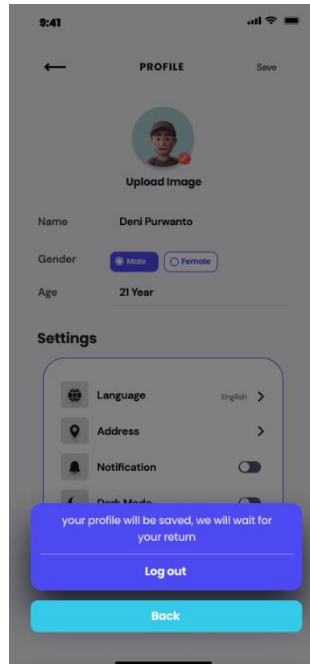 9:41
PROFILE Save
Upload Image
Name Deni Purwanto
Gender Male Female
Age 21 Year
Settings
Language English
Address
Notification
Dark Mode
your profile will be saved, we will wait for
your return
Log out
Back